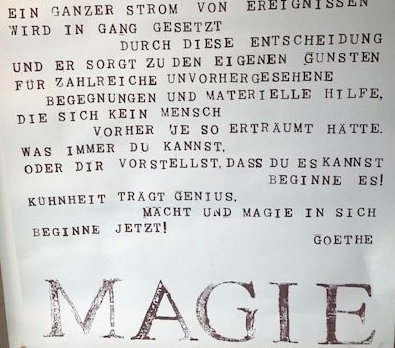 EIN GANZER STROM VON EREIGNISSEN
WIRD IN GANG GESETZT
DURCH DIESE ENTSCHEIDUNG
UND ER SORGT ZU DEN EIGENEN GUNSTEN
FÜR ZAHLREICHE UNVORHERGESEHENE
BEGEGNUNGEN UND MATERIELLE HILFE,
DIE SICH KEIN MENSCH
VORHER JE SO ERTRÄUMT HÄTTE.
WAS IMMER DU KANNST,
ODER DIR VORSTELLST, DASS DU ES KANNST
BEGINNE ES!
KÜHNHEIT TRÄGT GENIUS,
MACHT UND MAGIE IN SICH
BEGINNE JETZT!
GOETHE
MAGIE